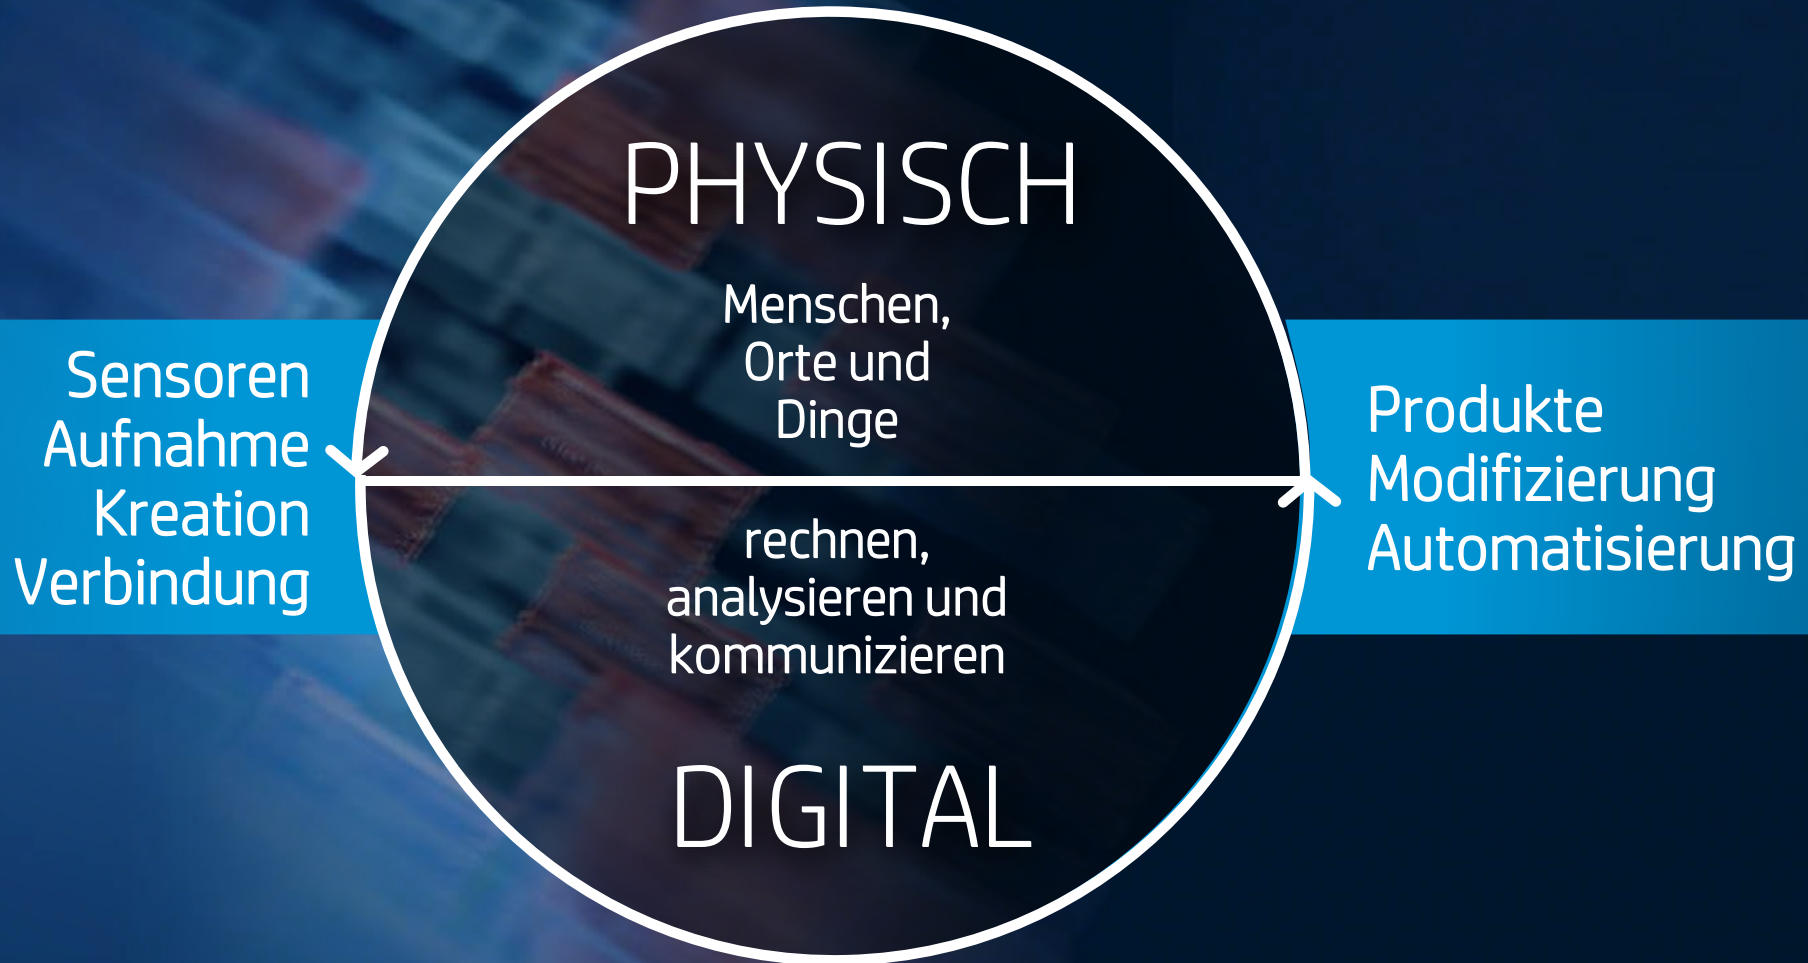 PHYSISCH
Menschen,
Orte und
Dinge
Sensoren
Aufnahme
Kreation
Verbindung
Produkte
Modifizierung
Automatisierung
rechnen,
analysieren und
kommunizieren
DIGITAL